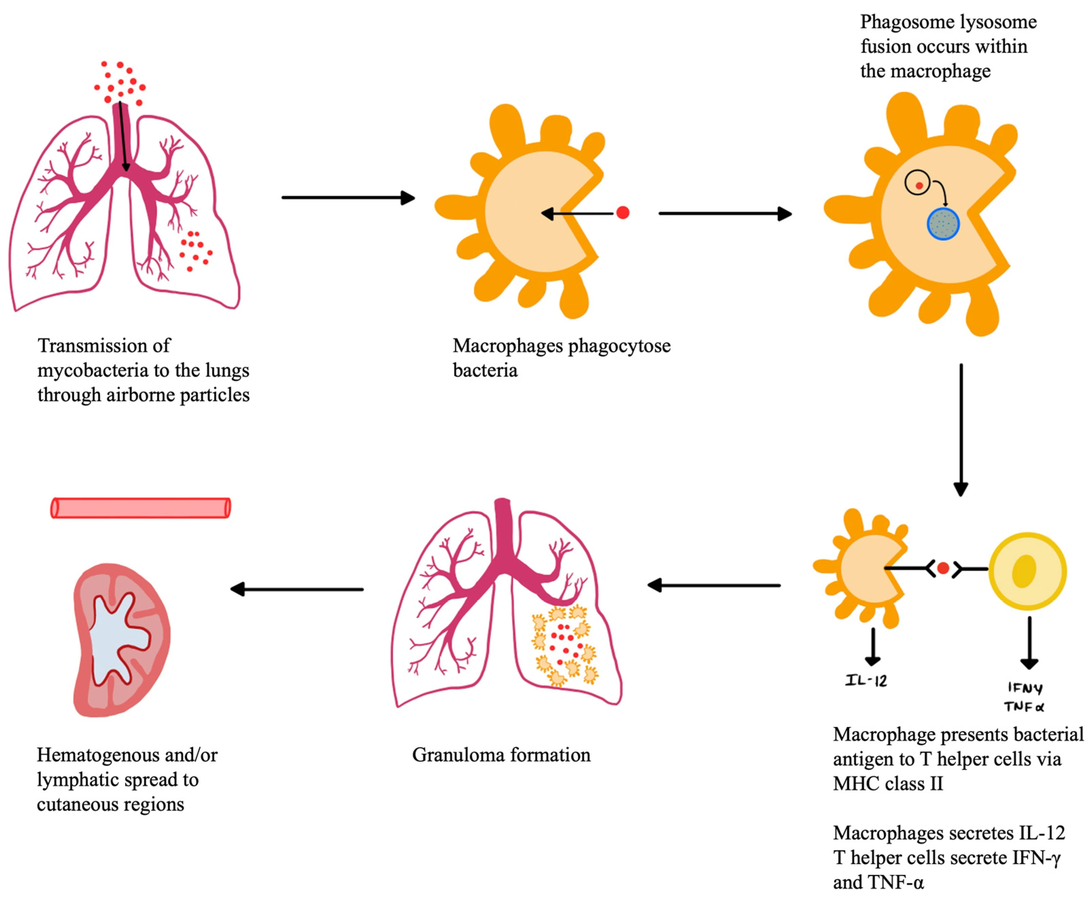 Transmission of
mycobacteria to the lungs
through airborne particles
Macrophages phagocytose
bacteria
Phagosome lysosome
fusion occurs within
the macrophage
IL-12
IFNγ
TNFα
Macrophage presents bacterial
antigen to T helper cells via
MHC class II
Macrophages secretes IL-12
T helper cells secrete IFN-γ
and TNF-α
Granuloma formation
Hematogenous and/or
lymphatic spread to
cutaneous regions